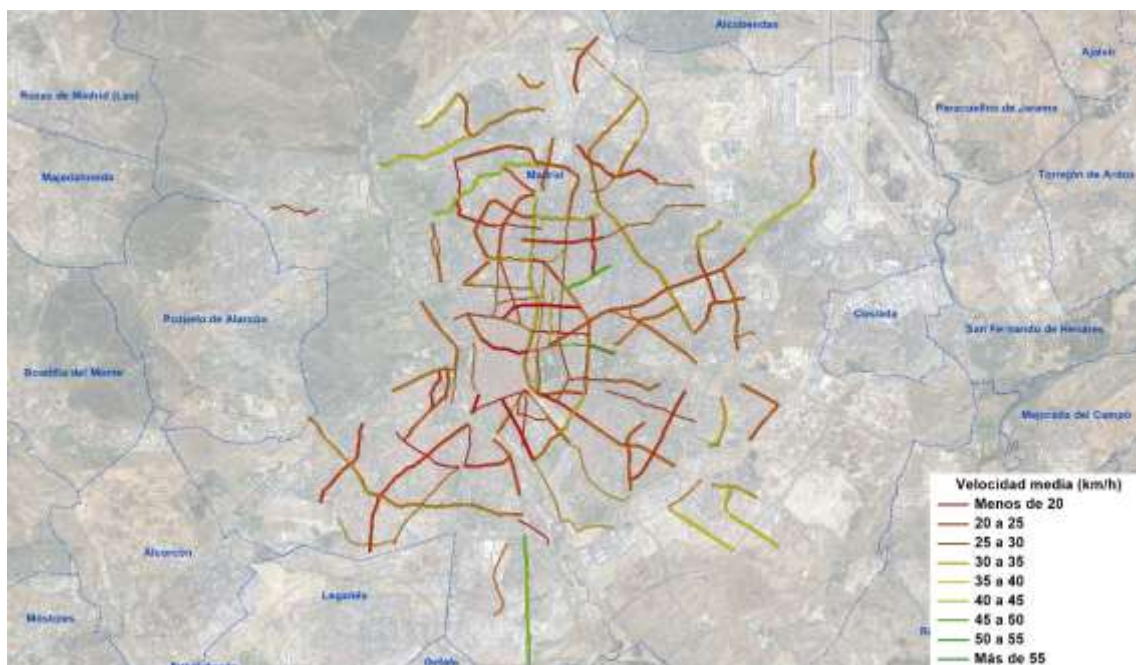 Alcobendas
Ajalvir
Rozas de Madrid (Las)
Paracuellos de Jarama
Majadahonda
Madrid
Torrejón de Ardoz
Pozuelo de Alarcón
Coslada
San Fernando de Henares
Boadilla del Monte
Mejorada del Campo
Velocidad media (km/h)
Menos de 20
20 a 25
25 a 30
30 a 35
35 a 40
40 a 45
45 a 50
50 a 55
Más de 55
Alcorcón
Leganés
Móstoles
Getafe